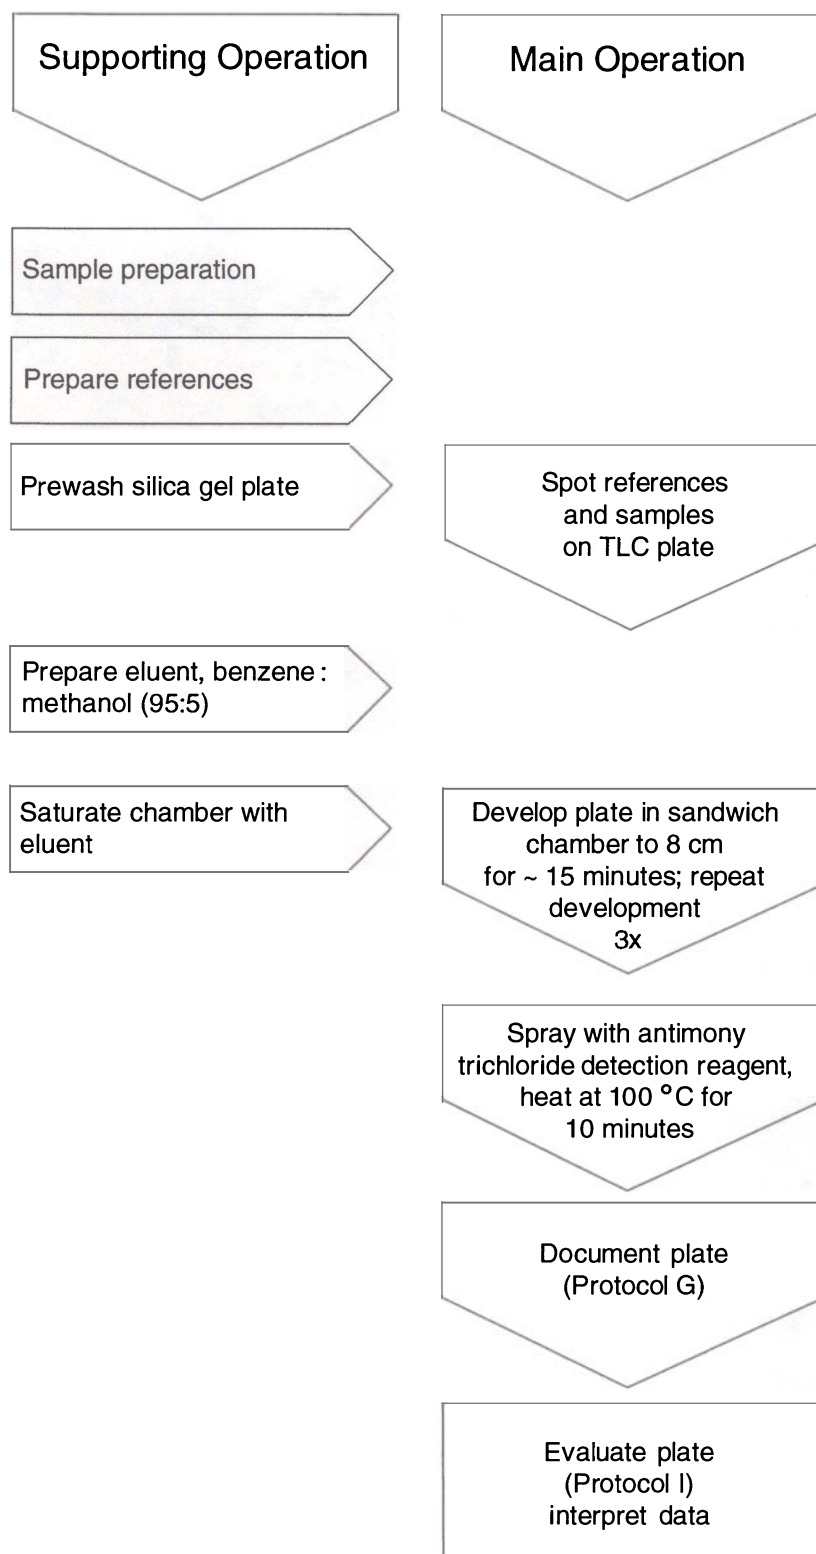 Supporting Operation
Main Operation
Sample preparation
Prepare references
Prewash silica gel plate
Spot references
and samples
on TLC plate
Prepare eluent, benzene :
methanol (95:5)
Saturate chamber with
eluent
Develop plate in sandwich
chamber to 8 cm
for ~ 15 minutes; repeat
development
3x
Spray with antimony
trichloride detection reagent,
heat at 100 °C for
10 minutes
Document plate
(Protocol G)
Evaluate plate
(Protocol I)
interpret data